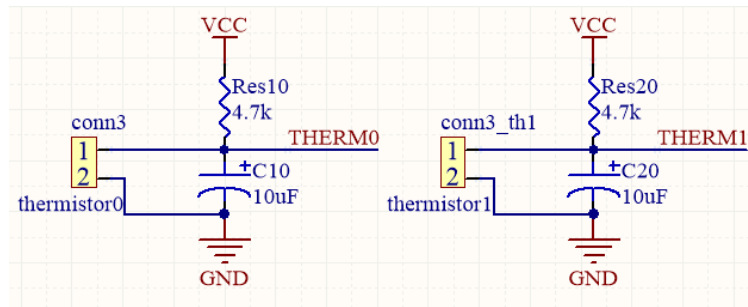 VCC
Res10
4.7k
conn3
THERM0
1
2
C10
10uF
thermistor0
GND
VCC
Res20
4.7k
conn3_th1
THERM1
1
2
C20
10uF
thermistor1
GND